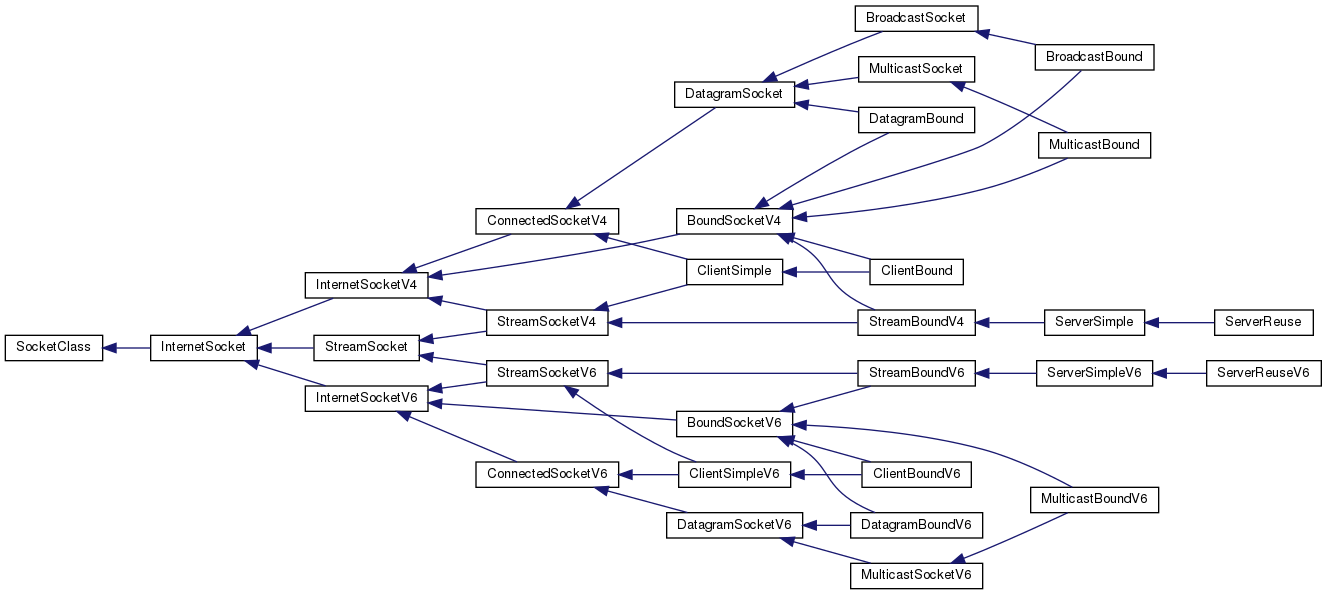 BroadcastSocket
BroadcastBound
MulticastSocket
DatagramSocket
DatagramBound
MulticastBound
ConnectedSocketV4
BoundSocketV4
ClientSimple
ClientBound
InternetSocketV4
StreamSocketV4
StreamBoundV4
ServerSimple
ServerReuse
SocketClass
InternetSocket
StreamSocket
StreamSocketV6
StreamBoundV6
ServerSimpleV6
ServerReuseV6
InternetSocketV6
BoundSocketV6
ConnectedSocketV6
ClientSimpleV6
ClientBoundV6
MulticastBoundV6
DatagramSocketV6
DatagramBoundV6
MulticastSocketV6